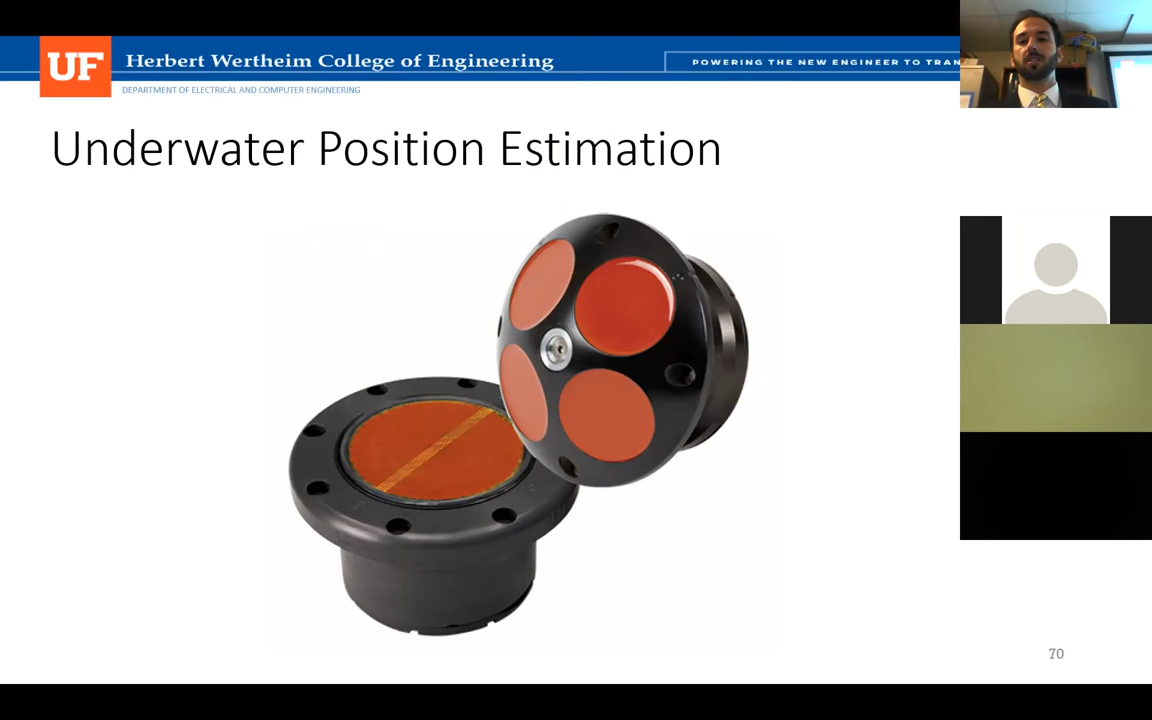 UF
Herbert Wertheim College of Engineering
POWERING THE NEW ENGINEER TO TRAN
DEPARTMENT OF ELECTRICAL AND COMPUTER ENGINEERING
Underwater Position Estimation
70